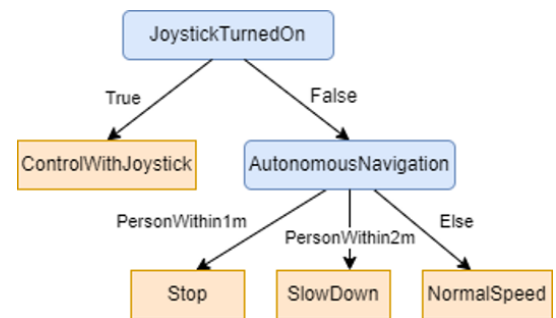 JoystickTurnedOn
True
False
ControlWithJoystick
AutonomousNavigation
PersonWithin1m
PersonWithin2m
Else
Stop
SlowDown
NormalSpeed